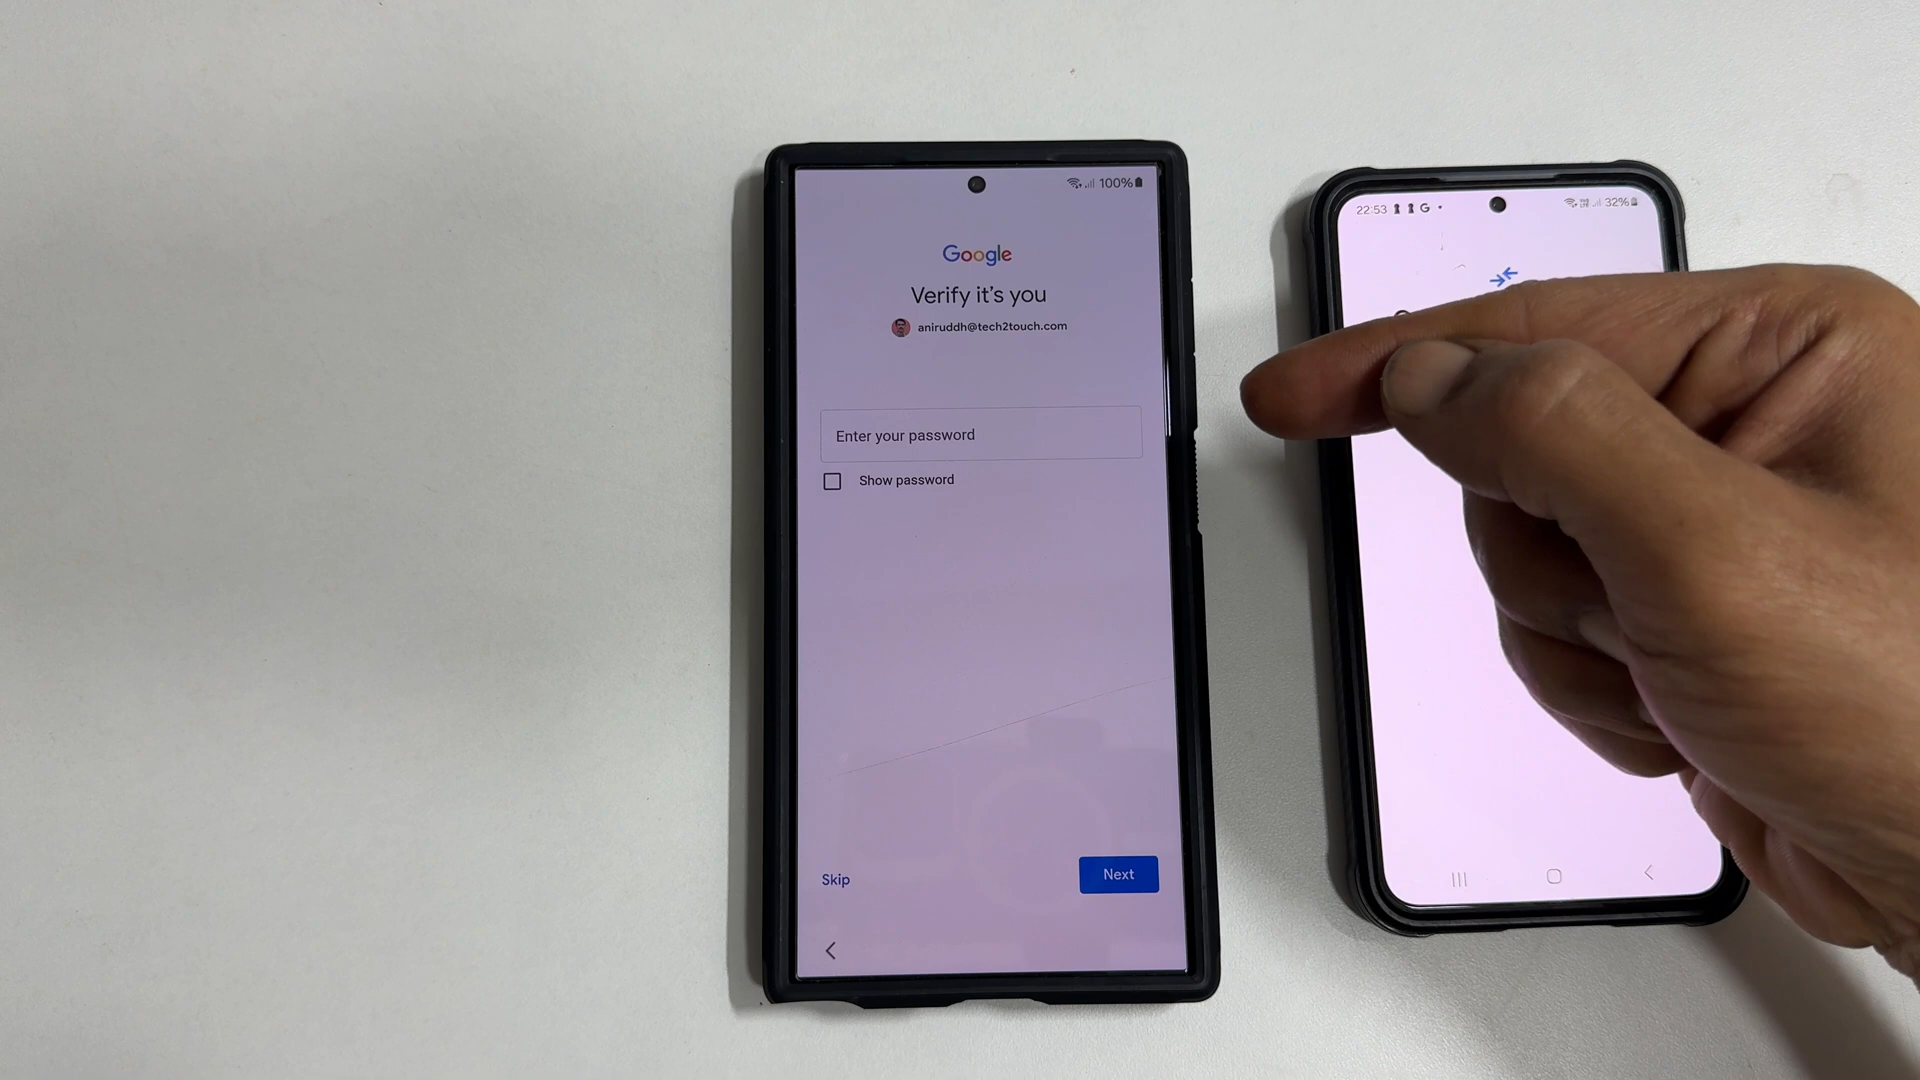 100%
Google
Verify it's you
aniruddh@tech2touch.com
Enter your password
Show password
Skip
Next
22:53
G
32%